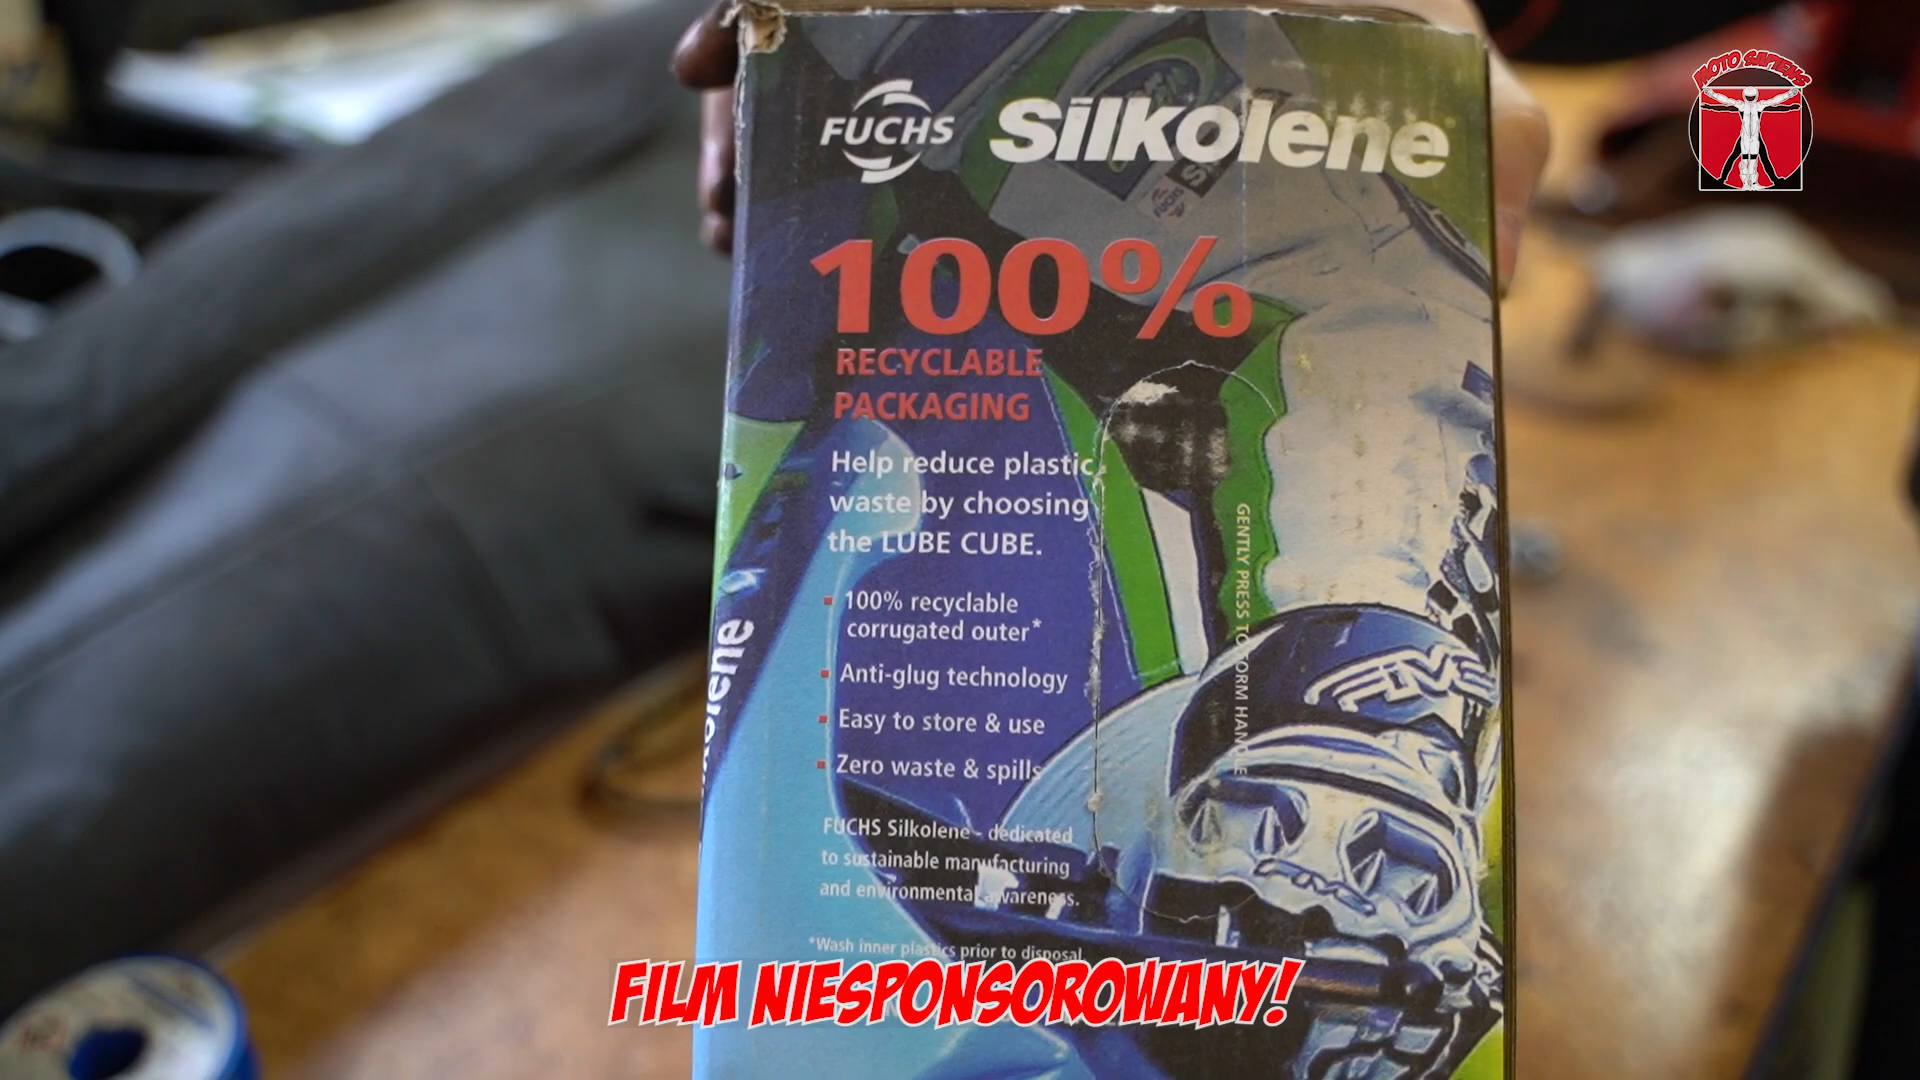 MOTO SAPIENS
FUCHS
Silkolene
100%
RECYCLABLE
PACKAGING
Help reduce plastic
waste by choosing
the LUBE CUBE.
100% recyclable
corrugated outer*
Anti-glug technology
Easy to store & use
Zero waste & spills
FUCHS Silkolene - dedicated
to sustainable manufacturing
and environmental awareness.
*Wash inner plastics prior to disposal.
GENTLY PRESS TO FORM HANDLE
FIVE
FUCHS
FILM NIESPONSOROWANY!